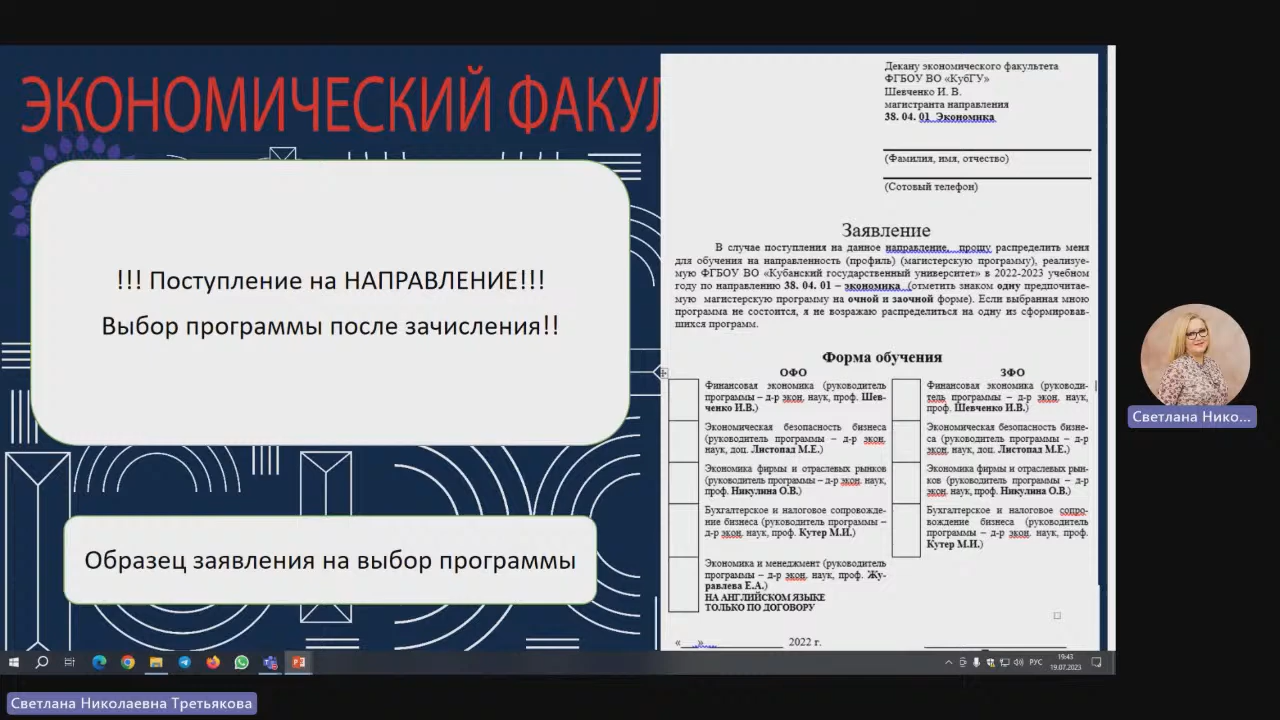 ЭКОНОМИЧЕСКИЙ ФАКУЛ
!!! Поступление на НАПРАВЛЕНИЕ!!!
Выбор программы после зачисления!!
Образец заявления на выбор программы
Декану экономического факультета
ФГБОУ ВО «КубГУ»
Шевченко И. В.
магистранта направления
38. 04. 01 Экономика
(Фамилия, имя, отчество)
(Сотовый телефон)
Заявление
В случае поступления на данное направление, прошу распределить меня
для обучения на направленность (профиль) (магистерскую программу), реализуе-
мую ФГБОУ ВО «Кубанский государственный университет» в 2022-2023 учебном
году по направлению 38. 04. 01 – экономика (отметить знаком одну предпочитае-
мую магистерскую программу на очной и заочной форме). Если выбранная мною
программа не состоится, я не возражаю распределиться на одну из сформировав-
шихся программ.
Форма обучения
ОФО
Финансовая экономика (руководитель
программы – д-р экон. наук, проф. Шев-
ченко И.В.)
Экономическая безопасность бизнеса
(руководитель программы – д-р экон.
наук, доц. Листопад М.Е.)
Экономика фирмы и отраслевых рынков
(руководитель программы – д-р экон. наук,
проф. Никулина О.В.)
Бухгалтерское и налоговое сопровожде-
ние бизнеса (руководитель программы –
д-р экон. наук, проф. Кутер М.И.)
Экономика и менеджмент (руководитель
программы – д-р экон. наук, проф. Жу-
равлева Е.А.)
НА АНГЛИЙСКОМ ЯЗЫКЕ
ТОЛЬКО ПО ДОГОВОРУ
ЗФО
Финансовая экономика (руководи-
тель программы – д-р экон. наук,
проф. Шевченко И.В.)
Экономическая безопасность бизне-
са (руководитель программы – д-р
экон. наук, доц. Листопад М.Е.)
Экономика фирмы и отраслевых рын-
ков (руководитель программы – д-р
экон. наук, проф. Никулина О.В.)
Бухгалтерское и налоговое сопро-
вождение бизнеса (руководитель
программы – д-р экон. наук, проф.
Кутер М.И.)
«___»______________ 2022 г.
РУС
19:43
19.07.2023
Светлана Нико...
Светлана Николаевна Третьякова